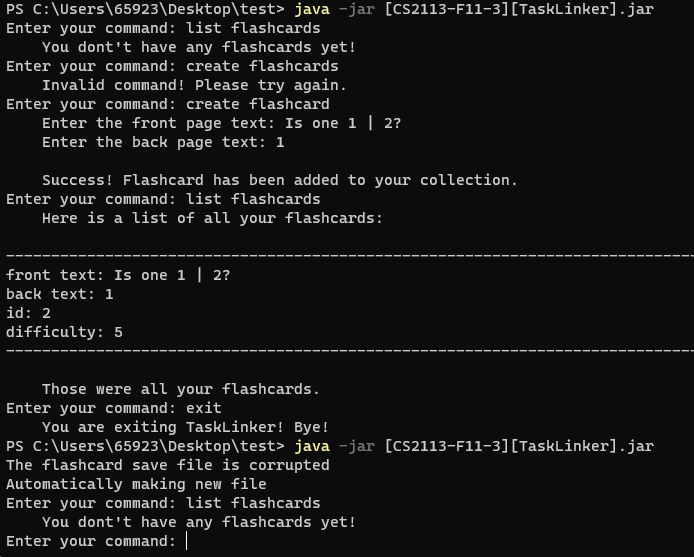 PS C:\Users\65923\Desktop\test> java -jar [CS2113-F11-3][TaskLinker].jar
Enter your command: list flashcards
    You dont't have any flashcards yet!
Enter your command: create flashcards
    Invalid command! Please try again.
Enter your command: create flashcard
    Enter the front page text: Is one 1 | 2?
    Enter the back page text: 1

    Success! Flashcard has been added to your collection.
Enter your command: list flashcards
    Here is a list of all your flashcards:

--------------------------------------------------------------------------------
front text: Is one 1 | 2?
back text: 1
id: 2
difficulty: 5
--------------------------------------------------------------------------------

    Those were all your flashcards.
Enter your command: exit
    You are exiting TaskLinker! Bye!
PS C:\Users\65923\Desktop\test> java -jar [CS2113-F11-3][TaskLinker].jar
The flashcard save file is corrupted
Automatically making new file
Enter your command: list flashcards
    You dont't have any flashcards yet!
Enter your command: